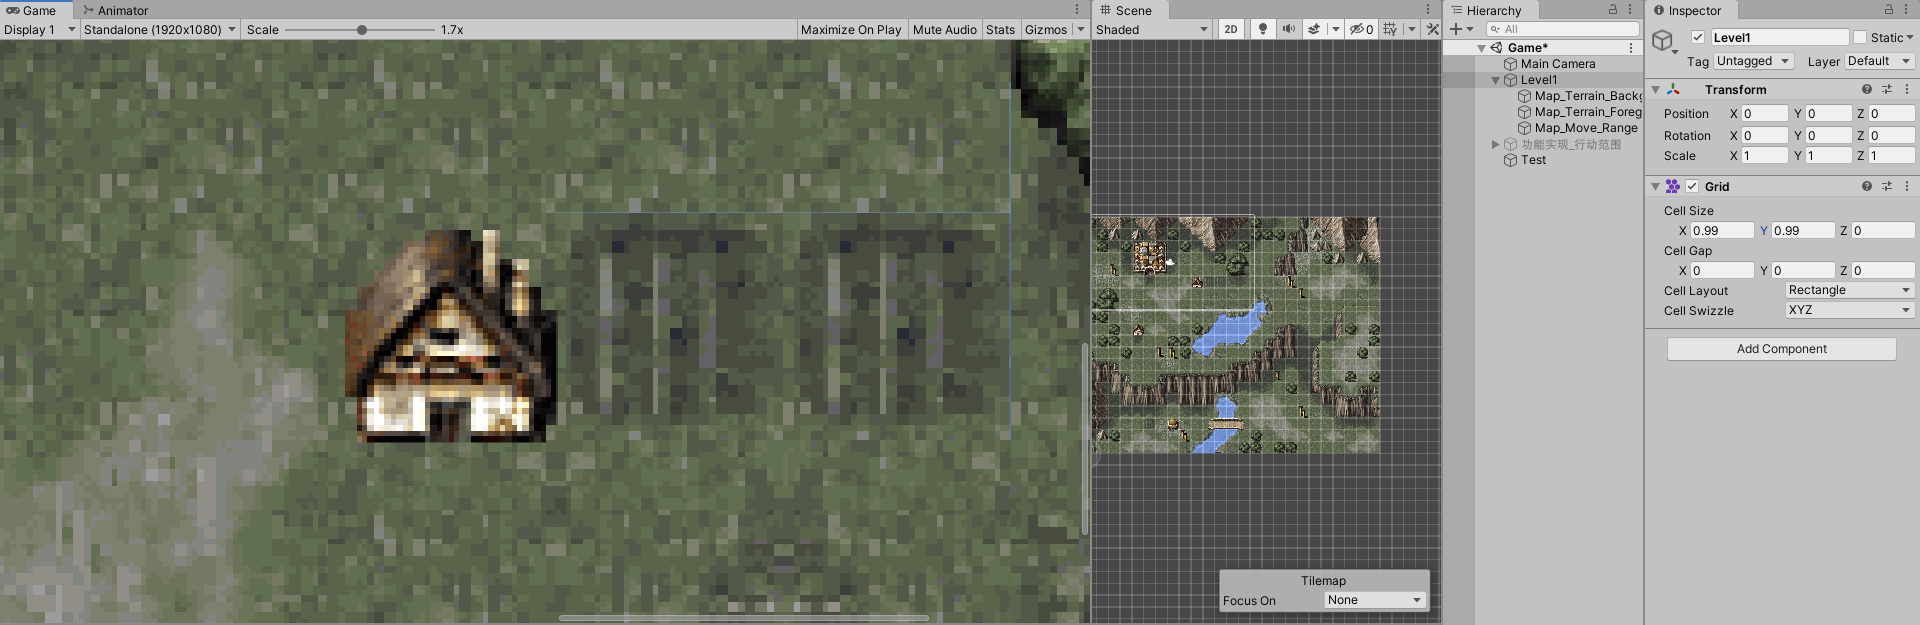 Game
Animator
Display 1
Standalone (1920x1080)
Scale
1.7x
Maximize On Play
Mute Audio
Stats
Gizmos
Scene
Shaded
2D
0
Tilemap
Focus On
None
Hierarchy
All
Game*
Main Camera
Level1
Map_Terrain_Backg
Map_Terrain_Foreg
Map_Move_Range
功能实现_行动范围
Test
Inspector
Level1
Static
Tag Untagged Layer Default
Transform
Position X 0 Y 0 Z 0
Rotation X 0 Y 0 Z 0
Scale X 1 Y 1 Z 1
Grid
Cell Size
X 0.99 Y 0.99 Z 0
Cell Gap
X 0 Y 0 Z 0
Cell Layout Rectangle
Cell Swizzle XYZ
Add Component